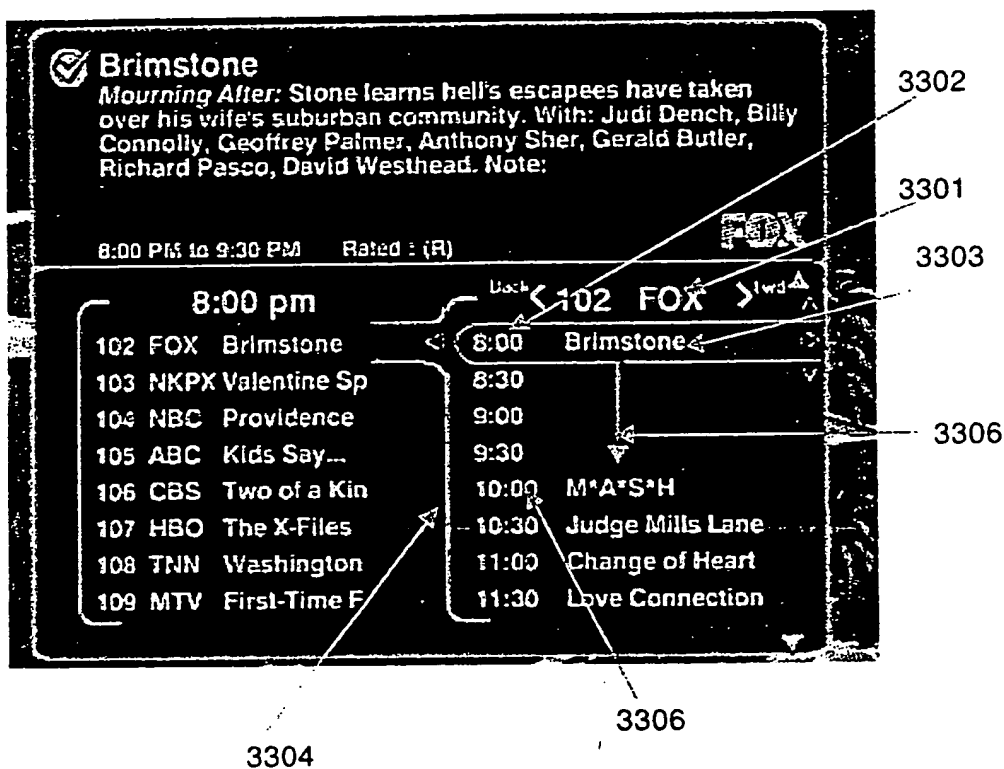 Brimstone
Mourning After: Stone learns hell's escapees have taken
over his wife's suburban community. With: Judi Dench, Billy
Connolly, Geoffrey Palmer, Anthony Sher, Gerald Butler,
Richard Pasco, David Westhead. Note:
8:00 PM to 9:30 PM Rated : (R)
FOX
8:00 pm
102 FOX Brimstone
103 NKPX Valentine Sp
104 NBC Providence
105 ABC Kids Say...
106 CBS Two of a Kin
107 HBO The X-Files
108 TNN Washington
109 MTV First-Time F
Back < 102 FOX > Fwd
8:00 Brimstone
8:30
9:00
9:30
10:00 M*A*S*H
10:30 Judge Mills Lane
11:00 Change of Heart
11:30 Love Connection
3302
3301
3303
3306
3306
3304